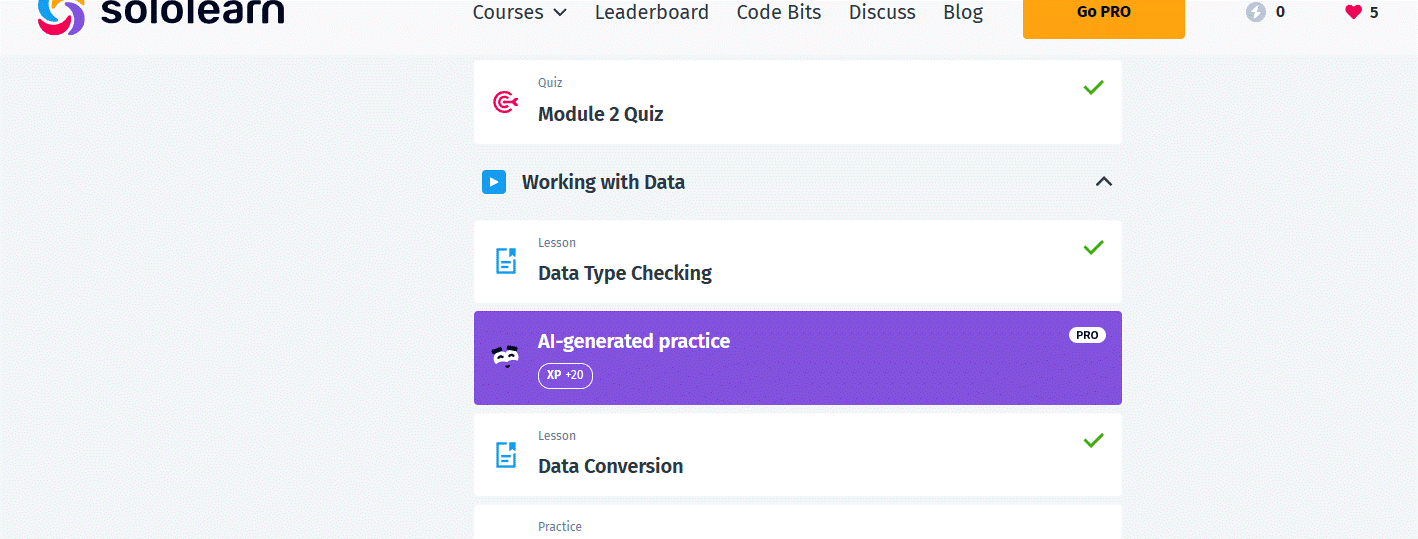 sololearn
Courses Leaderboard Code Bits Discuss Blog Go PRO 0 5
Quiz
Module 2 Quiz
Working with Data
Lesson
Data Type Checking
AI-generated practice PRO
XP +20
Lesson
Data Conversion
Practice